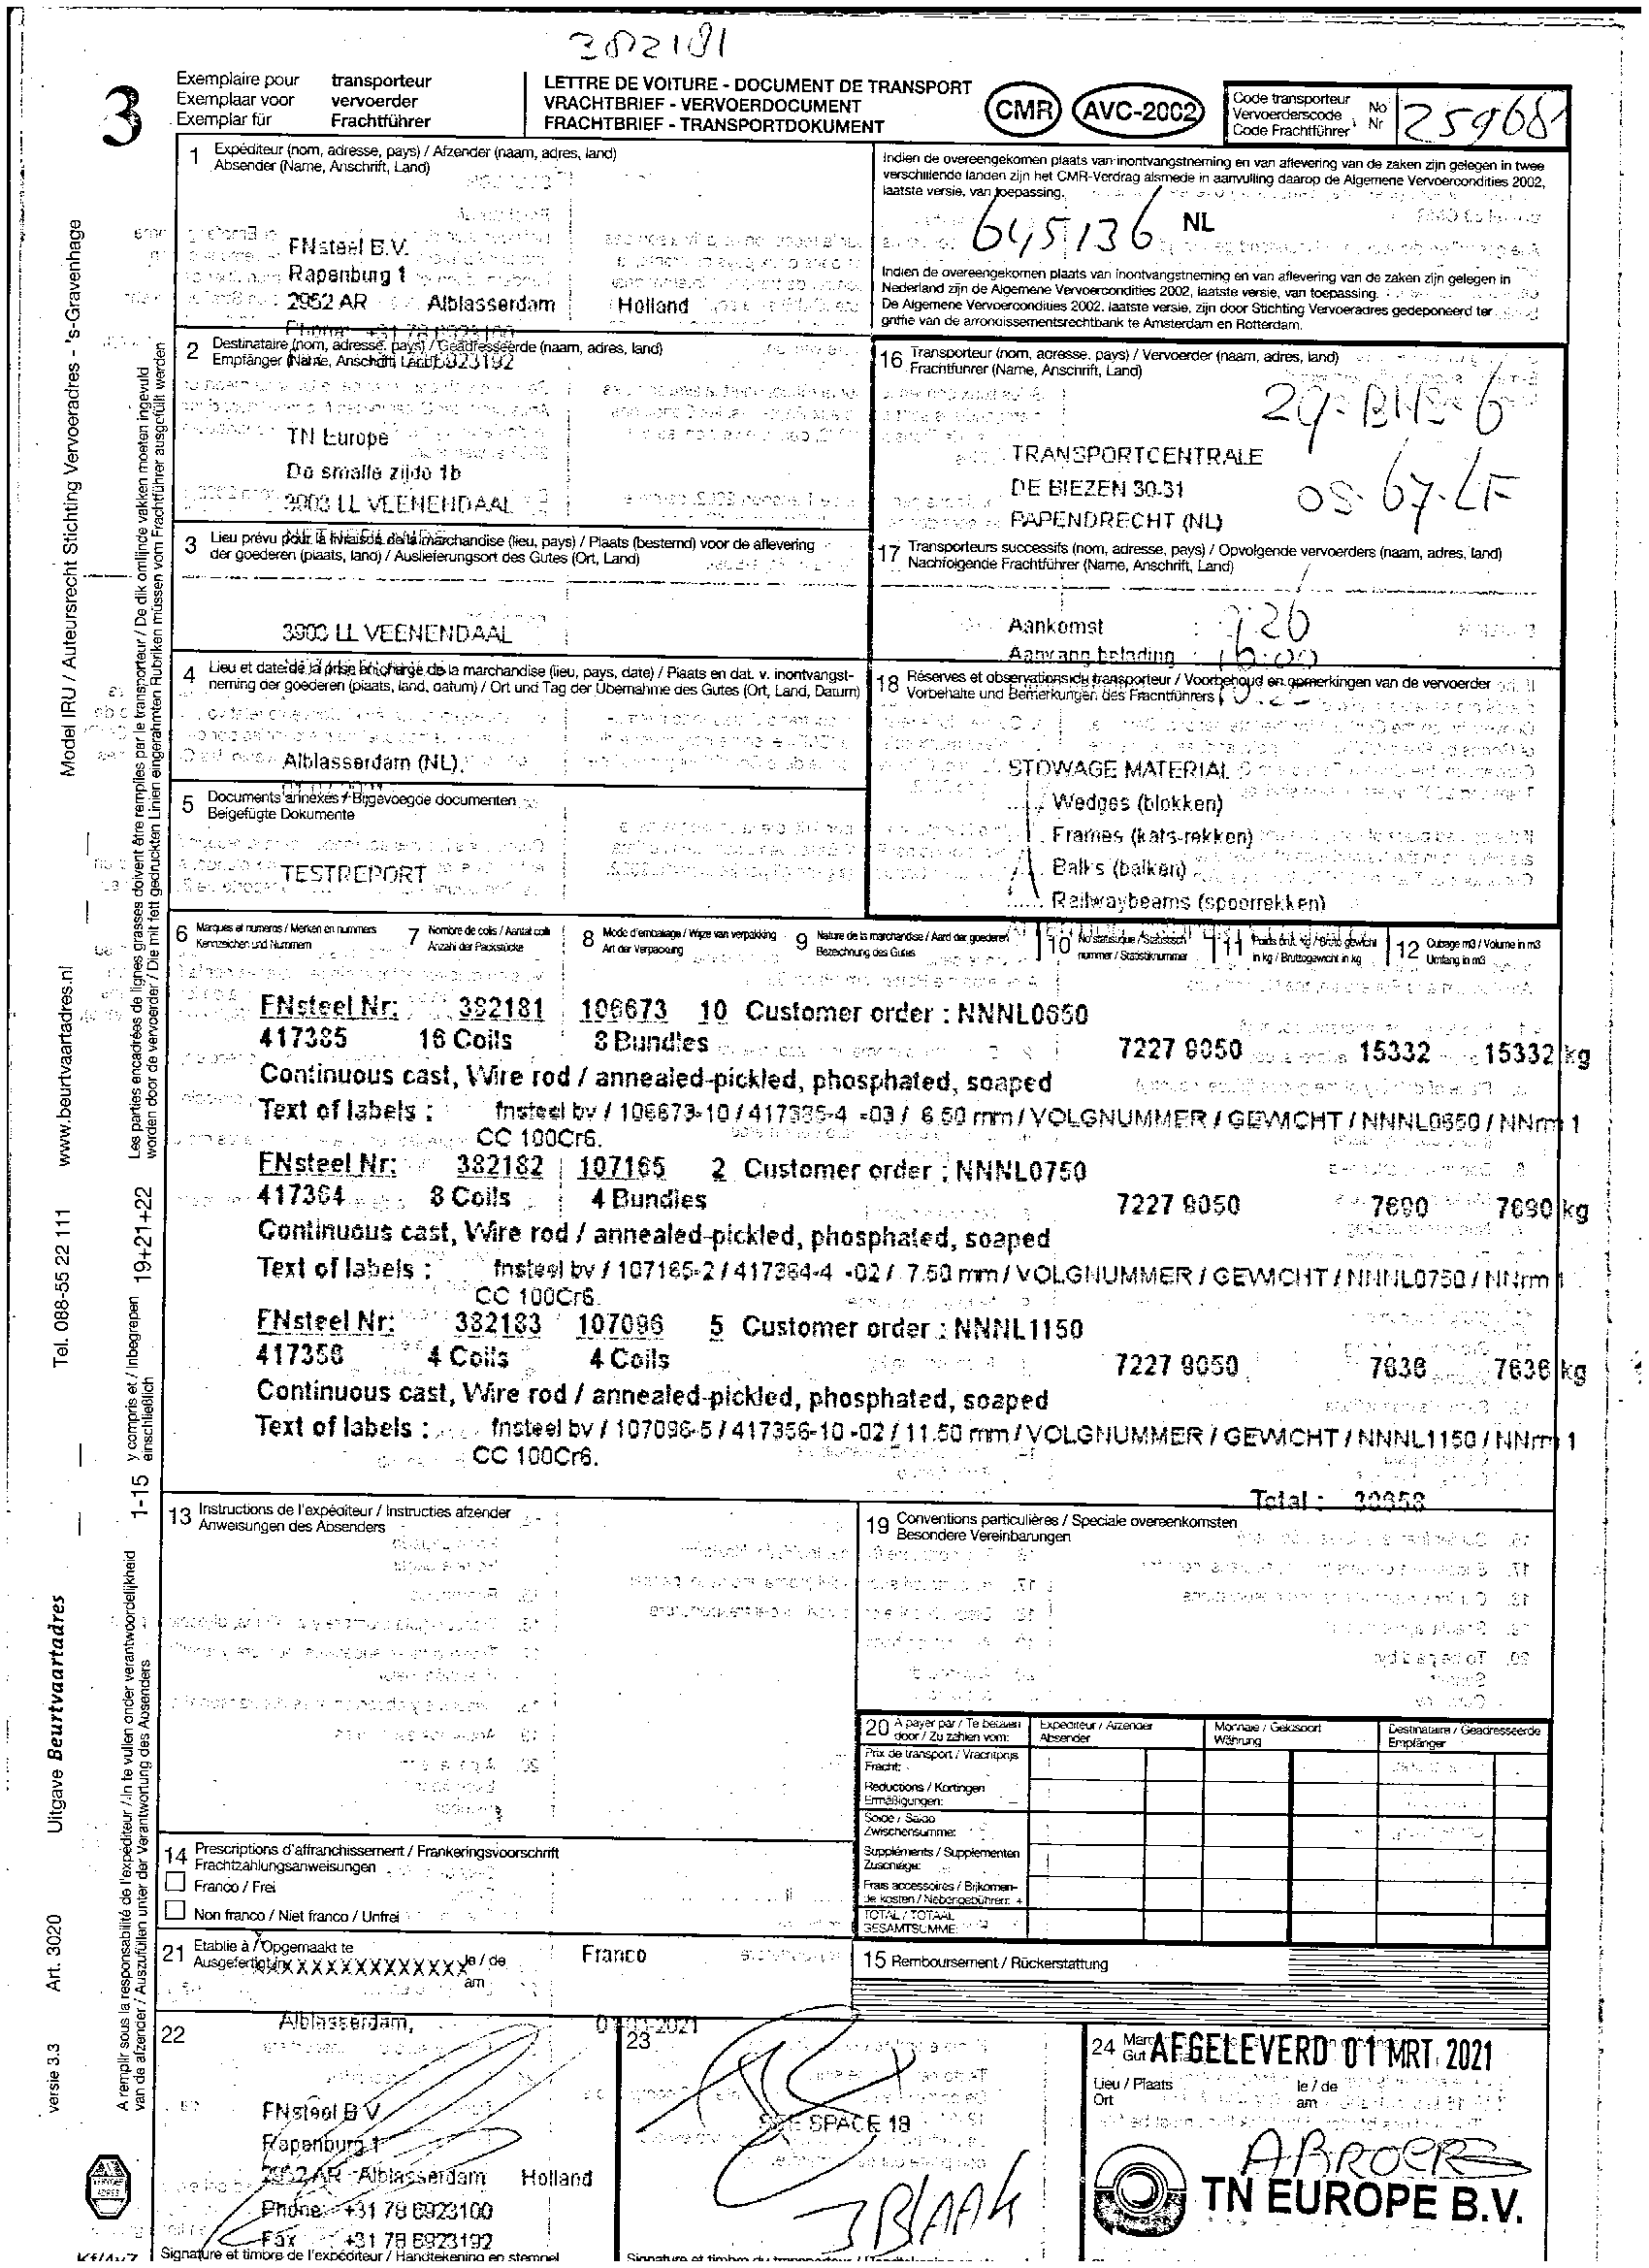 382181
3
Exemplaire pour transporteur
Exemplaar voor vervoerder
Exemplar für Frachtführer
LETTRE DE VOITURE - DOCUMENT DE TRANSPORT
VRACHTBRIEF - VERVOERDOCUMENT
FRACHTBRIEF - TRANSPORTDOKUMENT
CMR
AVC-2002
Code transporteur
Vervoerderscode
Code Frachtführer
No
Nr
25968
1 Expéditeur (nom, adresse, pays) / Afzender (naam, adres, land)
Absender (Name, Anschrift, Land)
FNsteel B.V.
Rapenburg 1
2952 AR Alblasserdam Holland
Phone: +31 78 6923100
6923192
Indien de overeengekomen plaats van inontvangstneming en van aflevering van de zaken zijn gelegen in twee
verschillende landen zijn het CMR-Verdrag alsmede in aanvulling daarop de Algemene Vervoercondities 2002,
laatste versie, van toepassing.
645136 NL
Indien de overeengekomen plaats van inontvangstneming en van aflevering van de zaken zijn gelegen in
Nederland zijn de Algemene Vervoercondities 2002, laatste versie, van toepassing.
De Algemene Vervoercondities 2002, laatste versie, zijn door Stichting Vervoeradres gedeponeerd ter
griffie van de arrondissementsrechtbank te Amsterdam en Rotterdam.
2 Destinataire (nom, adresse, pays) / Geadresseerde (naam, adres, land)
Empfänger (Name, Anschrift, Land)
TN Europe
De smalle zijde 1b
3903 LL VEENENDAAL
16 Transporteur (nom, adresse, pays) / Vervoerder (naam, adres, land)
Frachtführer (Name, Anschrift, Land)
29-BHS-6
TRANSPORTCENTRALE
DE BIEZEN 30-31
OS-67-LF
PAPENDRECHT (NL)
3 Lieu prévu pour la livraison de la marchandise (lieu, pays) / Plaats (bestemd) voor de aflevering
der goederen (plaats, land) / Auslieferungsort des Gutes (Ort, Land)
3903 LL VEENENDAAL
17 Transporteurs successifs (nom, adresse, pays) / Opvolgende vervoerders (naam, adres, land)
Nachfolgende Frachtführer (Name, Anschrift, Land)
Aankomst :
Aanvang belading :
4 Lieu et date de la prise en charge de la marchandise (lieu, pays, date) / Plaats en dat. v. inontvangst-
neming der goederen (plaats, land, datum) / Ort und Tag der Übernahme des Gutes (Ort, Land, Datum)
Alblasserdam (NL).
18 Réserves et observations du transporteur / Voorbehoud en opmerkingen van de vervoerder
Vorbehalte und Bemerkungen des Frachtführers
STOWAGE MATERIAL
Wedges (blokken)
Frames (kats-rekken)
Balks (balken)
Railwaybeams (spoorrekken)
5 Documents annexés / Bijgevoegde documenten
Beigefügte Dokumente
TESTREPORT
6 Marques et numeros / Merken en nummers
Kennzeichen und Nummern
7 Nombre de colis / Aantal colli
Anzahl der Packstücke
8 Mode d'emballage / Wijze van verpakking
Art der Verpackung
9 Nature de la marchandise / Aard der goederen
Bezeichnung des Gutes
10 No statistique / Statistisch
nummer / Statistiknummer
11 Poids brut, kg / Bruto gewicht
in kg / Bruttogewicht in kg
12 Cubage m3 / Volume in m3
Umfang in m3
FNsteel Nr: 382181 106673 10 Customer order : NNNL0650
417385 16 Coils 8 Bundles 7227 9050 15332 15332 kg
Continuous cast, Wire rod / annealed-pickled, phosphated, soaped
Text of labels : fnsteel bv / 106673-10 / 417385-4 -03 / 6.50 mm / VOLGNUMMER / GEWICHT / NNNL0650 / NNrm 1
CC 100Cr6.
FNsteel Nr: 382182 107165 2 Customer order : NNNL0750
417364 8 Coils 4 Bundles 7227 9050 7690 7690 kg
Continuous cast, Wire rod / annealed-pickled, phosphated, soaped
Text of labels : fnsteel bv / 107165-2 / 417364-4 -02 / 7.50 mm / VOLGNUMMER / GEWICHT / NNNL0750 / NNrm 1
CC 100Cr6.
FNsteel Nr: 382183 107096 5 Customer order : NNNL1150
417356 4 Coils 4 Coils 7227 9050 7636 7636 kg
Continuous cast, Wire rod / annealed-pickled, phosphated, soaped
Text of labels : fnsteel bv / 107096-5 / 417356-10 -02 / 11.50 mm / VOLGNUMMER / GEWICHT / NNNL1150 / NNrm 1
CC 100Cr6.
Total : 30658
13 Instructions de l'expéditeur / Instructies afzender
Anweisungen des Absenders
19 Conventions particulières / Speciale overeenkomsten
Besondere Vereinbarungen
20 A payer par / Te betalen
door / Zu zahlen vom:
Expediteur / Afzender
Absender
Monnaie / Geldsoort
Währung
Destinataire / Geadresseerde
Empfänger
Prix de transport / Vrachtprijs
Fracht:
Reductions / Kortingen
Ermäßigungen:
Solde / Saldo
Zwischensumme:
Suppléments / Supplementen
Zuschläge:
Frais accessoires / Bijkomen-
de kosten / Nebengebühren: +
TOTAL / TOTAAL
GESAMTSUMME:
14 Prescriptions d'affranchissement / Frankeringsvoorschrift
Frachtzahlungsanweisungen
Franco / Frei
Non franco / Niet franco / Unfrei
21 Etablie à / Opgemaakt te
Ausgefertigt in XXXXXXXXXXXXX le / de
am
Franco
15 Remboursement / Rückerstattung
Alblasserdam, 01-03-2021
22
FNsteel B.V.
Rapenburg 1
2952 AR Alblasserdam Holland
Phone: +31 78 6923100
Fax +31 78 6923192
Signature et timbre de l'expéditeur / Handtekening en stempel
23
SEE SPACE 18
J BLAAK
24
AFGELEVERD 01 MRT. 2021
Lieu / Plaats
Ort
le / de
am
A BROERE
TN EUROPE B.V.
Model IRU / Auteursrecht Stichting Vervoeradres - 's-Gravenhage
www.beurtvaartadres.nl
Tel. 088-55 22 111
Uitgave Beurtvaartadres
Art. 3020
versie 3.3
Les parties encadrées de lignes grasses doivent être remplies par le transporteur / De dik omlijnde vakken moeten ingevuld
worden door de vervoerder / Die mit fett gedruckten Linien eingerahmten Rubriken müssen vom Frachtführer ausgefüllt werden
1-15 y compris et / Inbegrepen 19+21+22
einschließlich
A remplir sous la responsabilité de l'expéditeur / In te vullen onder verantwoordelijkheid
van de afzender / Auszufüllen unter der Verantwortung des Absenders